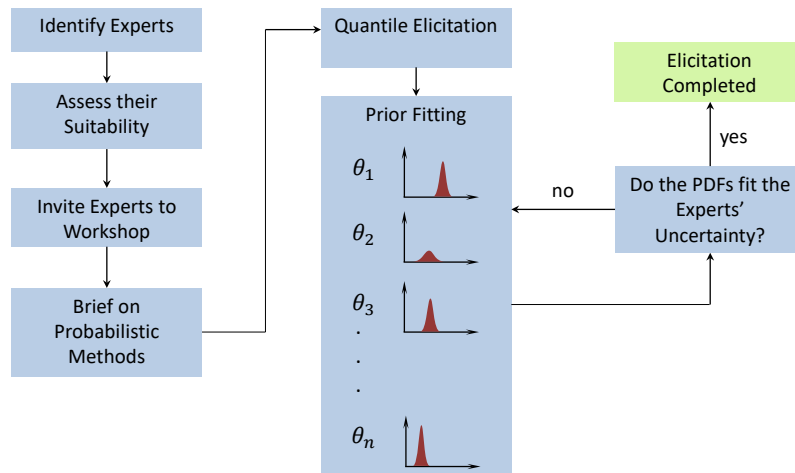 Identify Experts
Assess their
Suitability
Invite Experts to
Workshop
Brief on
Probabilistic
Methods
Quantile Elicitation
Prior Fitting
θ₁
θ₂
θ₃
.
.
.
θₙ
no
Do the PDFs fit the
Experts’
Uncertainty?
yes
Elicitation
Completed